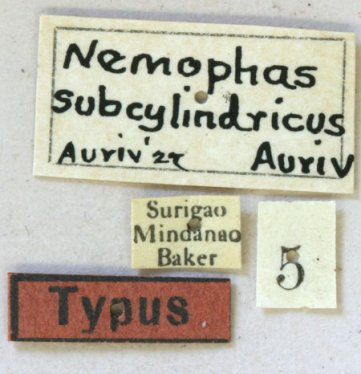 Nemophas
subcylindricus
Auriv '27 Auriv
Surigao
Mindanao
Baker
5
Typus